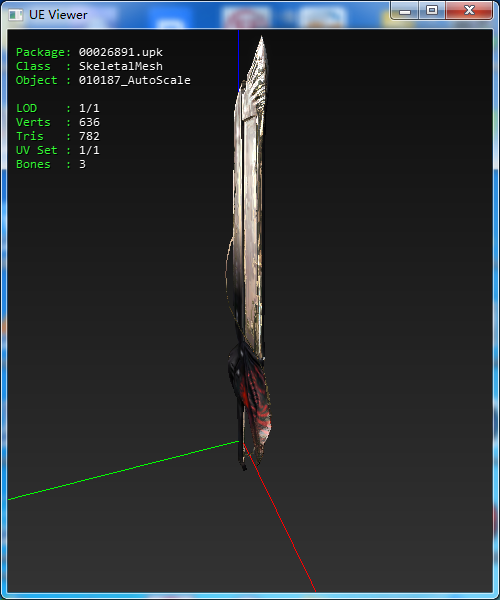 UE Viewer
Package: 00026891.upk
Class : SkeletalMesh
Object : 010187_AutoScale
LOD : 1/1
Verts : 636
Tris : 782
UV Set : 1/1
Bones : 3